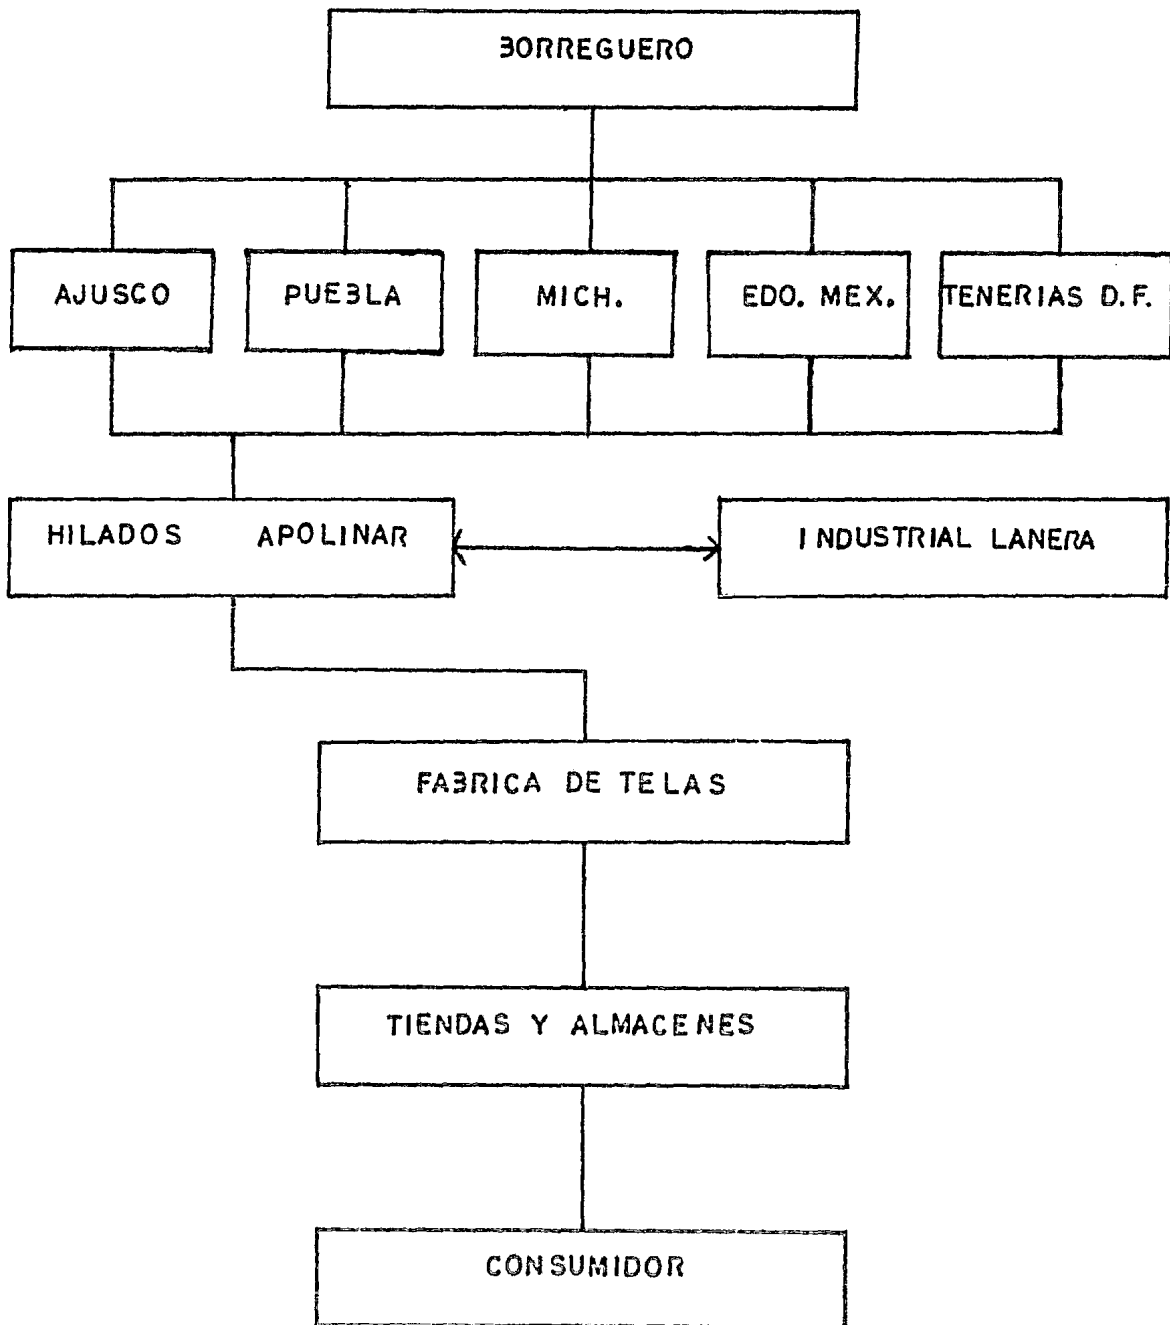 BORREGUERO
AJUSCO
PUEBLA
MICH.
EDO. MEX.
TENERIAS D.F.
HILADOS APOLINAR
INDUSTRIAL LANERA
FABRICA DE TELAS
TIENDAS Y ALMACENES
CONSUMIDOR